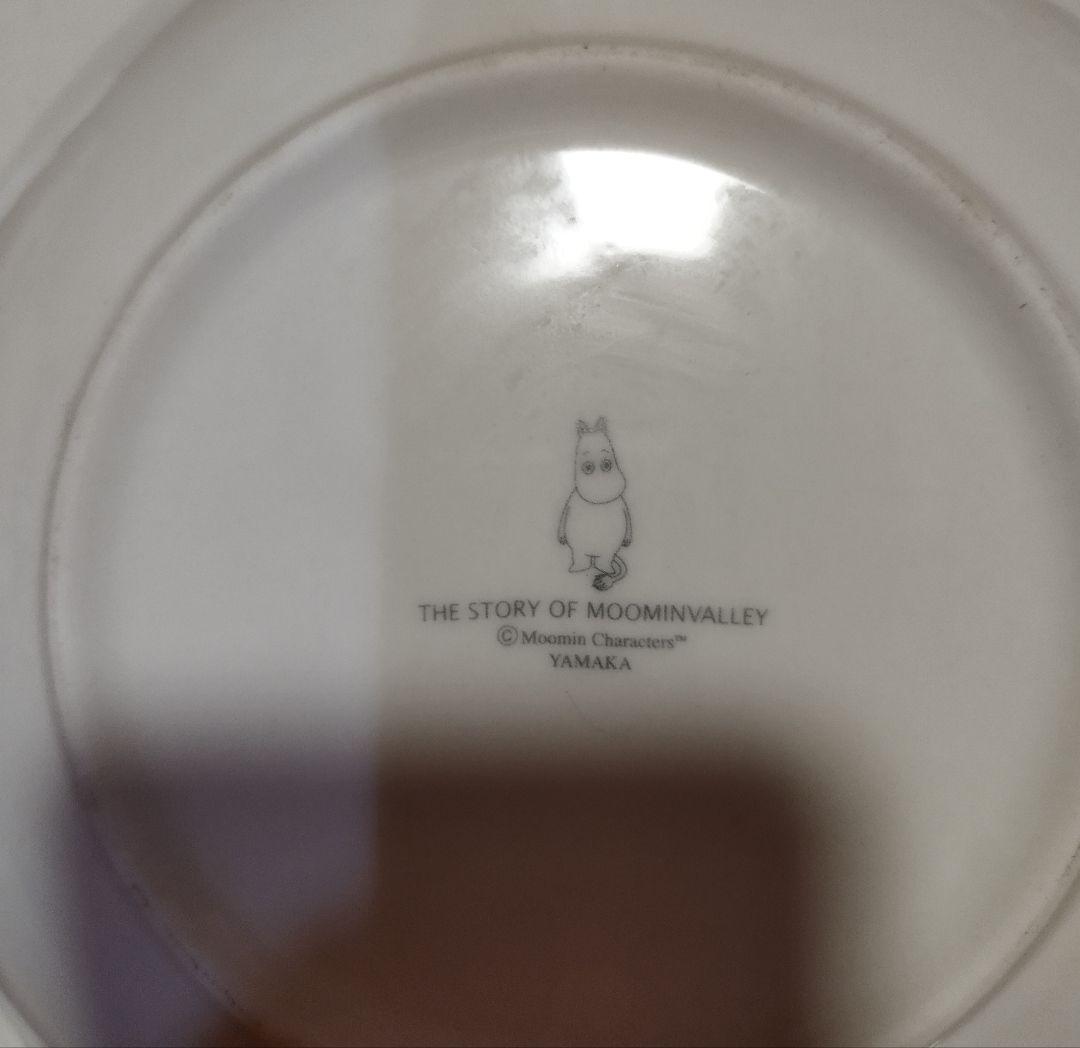 THE STORY OF MOOMINVALLEY
©Moomin Characters™
YAMAKA